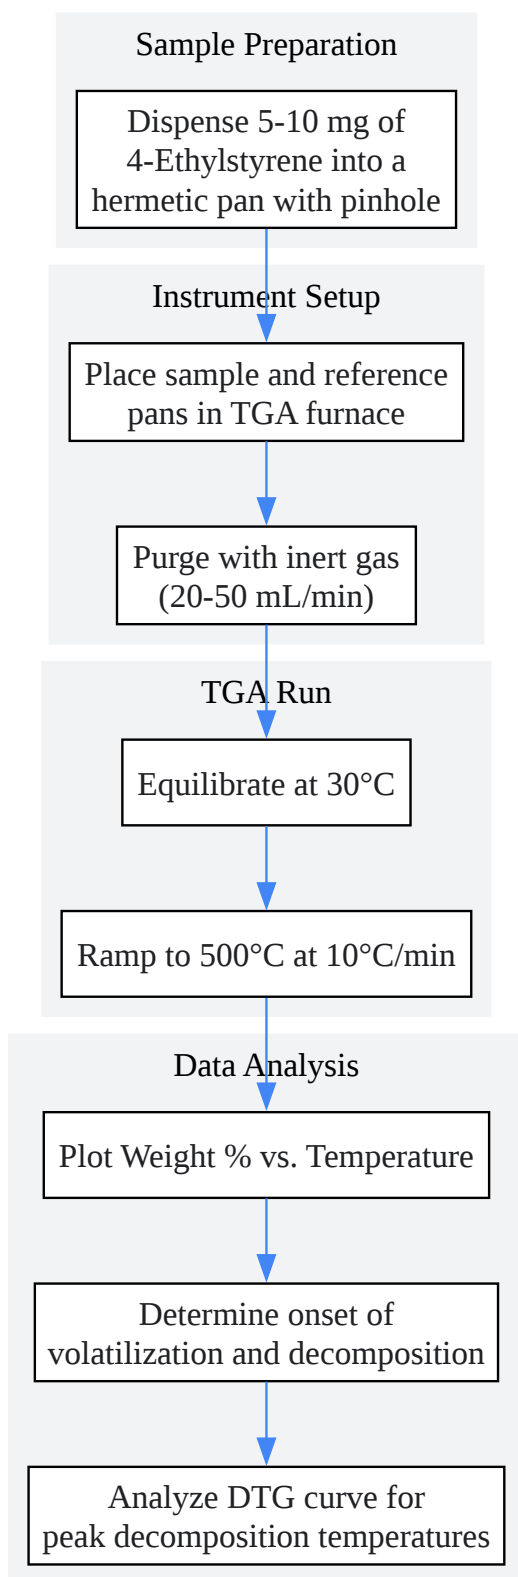 Sample Preparation
Dispense 5-10 mg of
4-Ethylstyrene into a
hermetic pan with pinhole
Instrument Setup
Place sample and reference
pans in TGA furnace
Purge with inert gas
(20-50 mL/min)
TGA Run
Equilibrate at 30°C
Ramp to 500°C at 10°C/min
Data Analysis
Plot Weight % vs. Temperature
Determine onset of
volatilization and decomposition
Analyze DTG curve for
peak decomposition temperatures